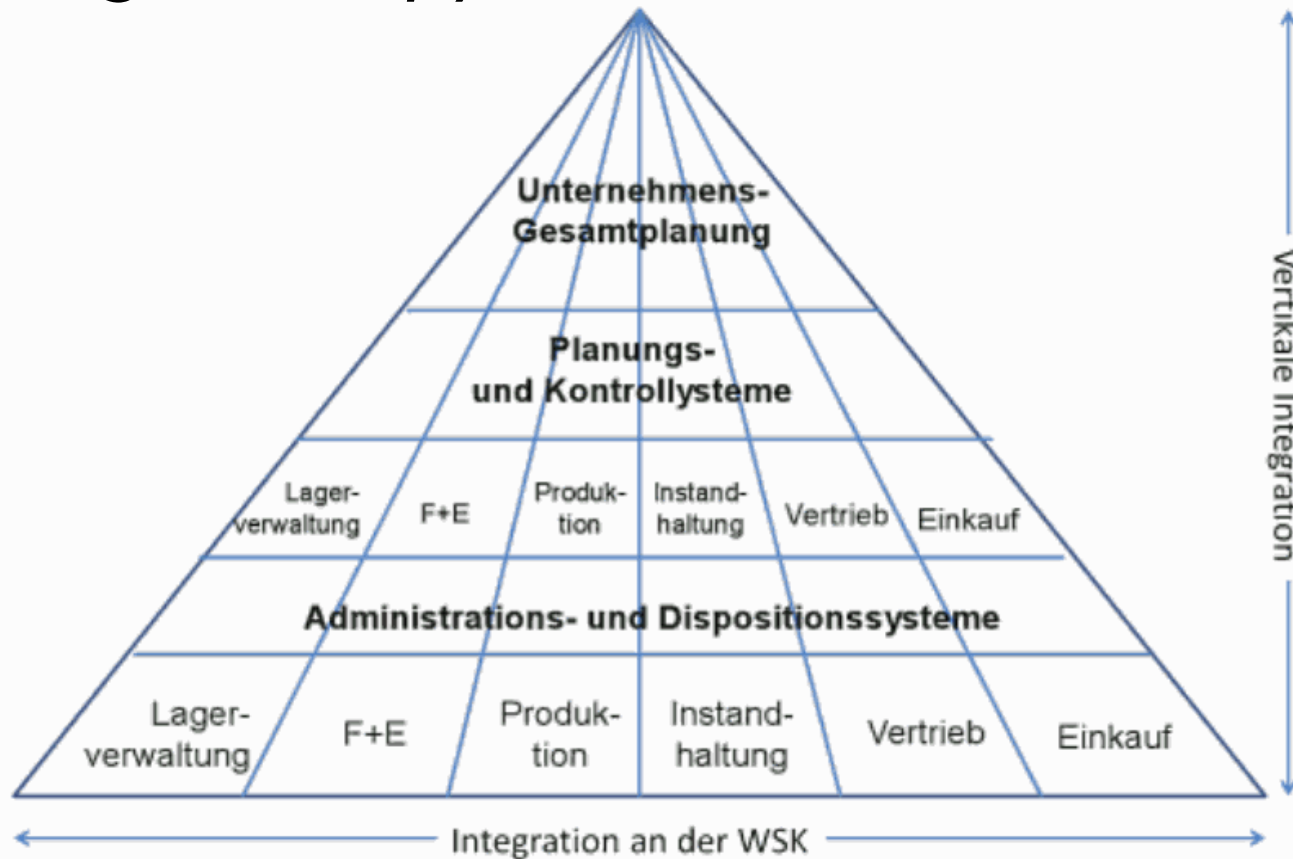 Unternehmens-
Gesamtplanung
Planungs-
und Kontrollysteme
Lager-
verwaltung
F+E
Produk-
tion
Instand-
haltung
Vertrieb
Einkauf
Administrations- und Dispositionssysteme
Lager-
verwaltung
F+E
Produk-
tion
Instand-
haltung
Vertrieb
Einkauf
Integration an der WSK
Vertikale Integration